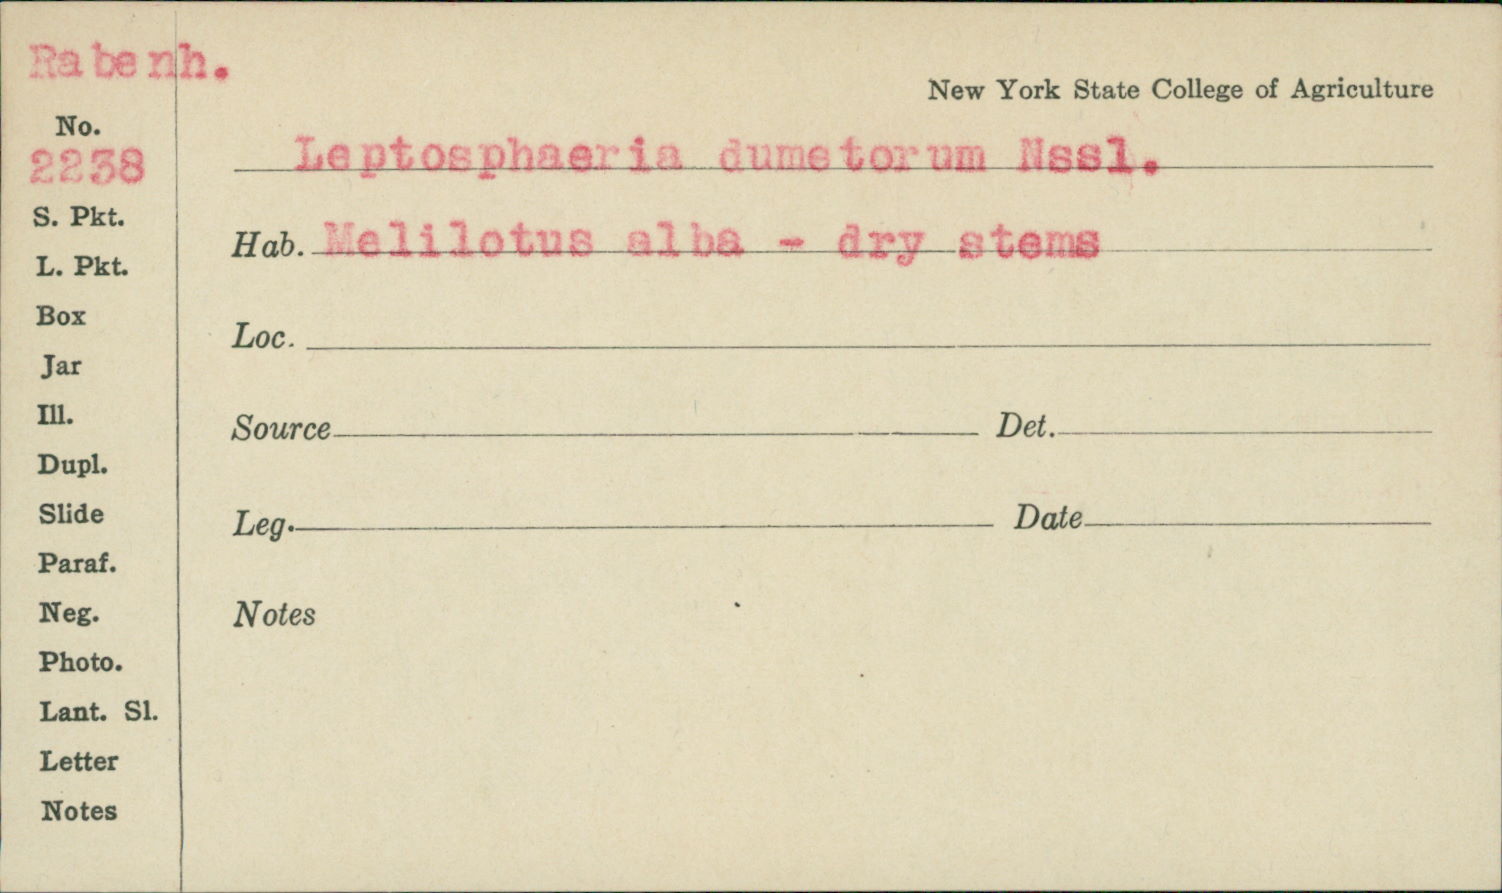 Rabenh.
New York State College of Agriculture
No.
2238
Leptosphaeria dumetorum Nssl.
S. Pkt.
Hab. Melilotus alba - dry stems
L. Pkt.
Box
Loc.
Jar
Ill.
Source Det.
Dupl.
Slide
Leg. Date
Paraf.
Neg.
Notes
Photo.
Lant. Sl.
Letter
Notes